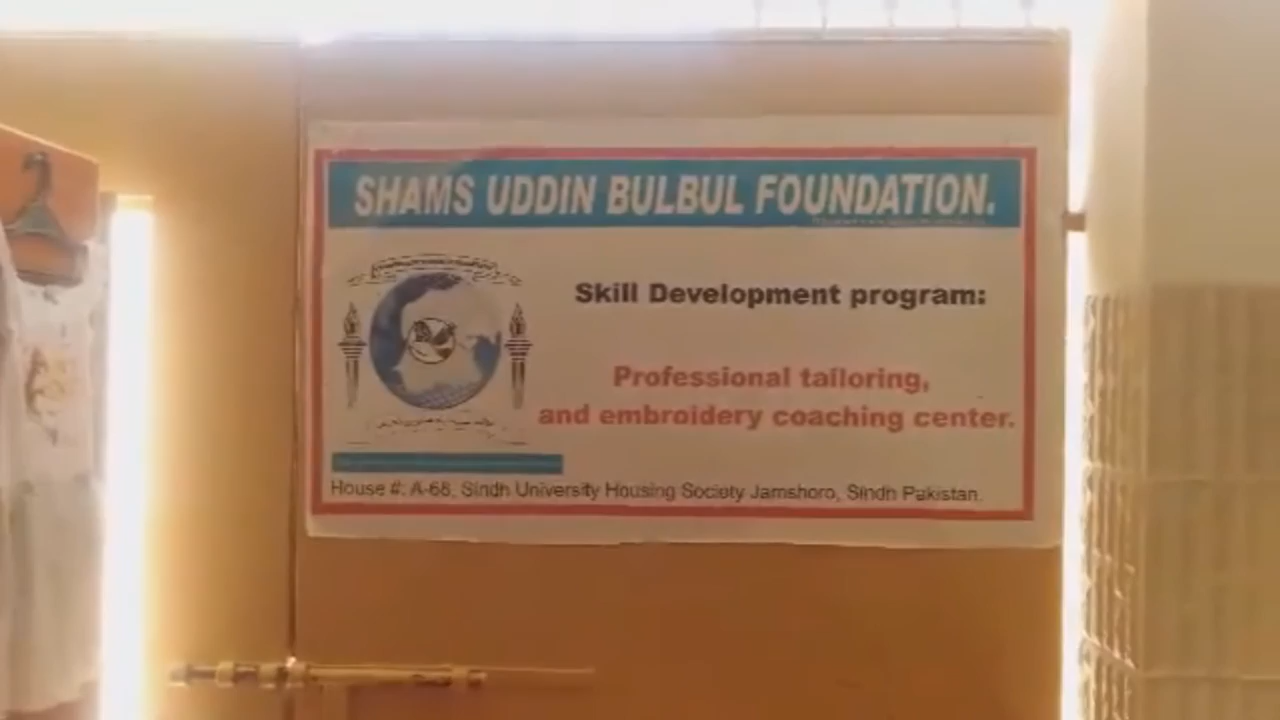 SHAMS UDDIN BULBUL FOUNDATION.
Skill Development program:
Professional tailoring,
and embroidery coaching center.
House #: A-68, Sindh University Housing Society Jamshoro, Sindh Pakistan.